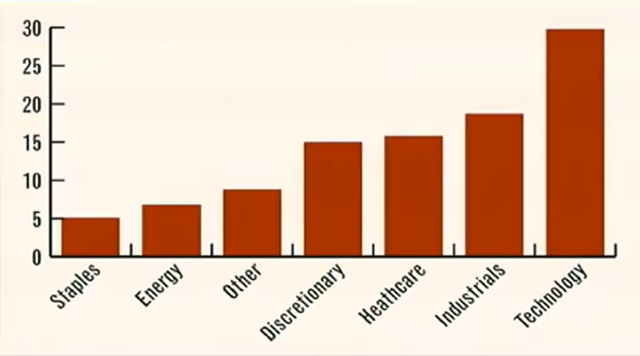 30
25
20
15
10
5
0
Staples
Energy
Other
Discretionary
Heathcare
Industrials
Technology